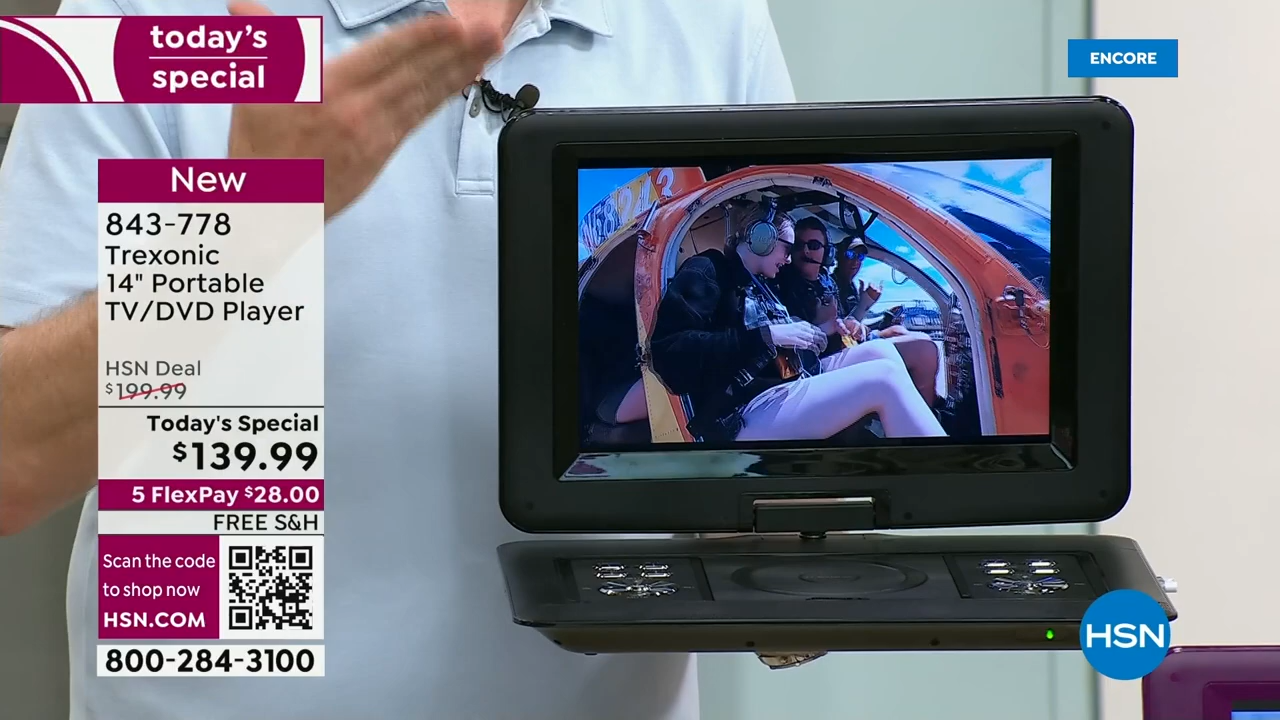 today's
special
ENCORE
New
843-778
Trexonic
14" Portable
TV/DVD Player
HSN Deal
$199.99
Today's Special
$139.99
5 FlexPay $28.00
FREE S&H
Scan the code
to shop now
HSN.COM
800-284-3100
HSN